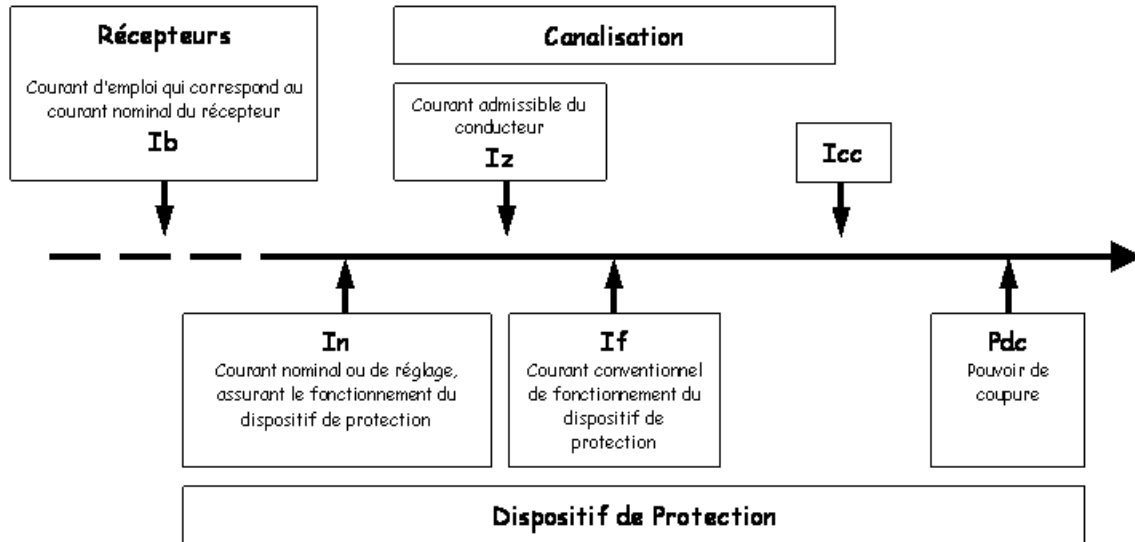 Récepteurs
Courant d'emploi qui correspond au
courant nominal du récepteur
Ib
Canalisation
Courant admissible du
conducteur
Iz
Icc
In
Courant nominal ou de réglage,
assurant le fonctionnement du
dispositif de protection
If
Courant conventionnel
de fonctionnement du
dispositif de
protection
Pdc
Pouvoir de
coupure
Dispositif de Protection